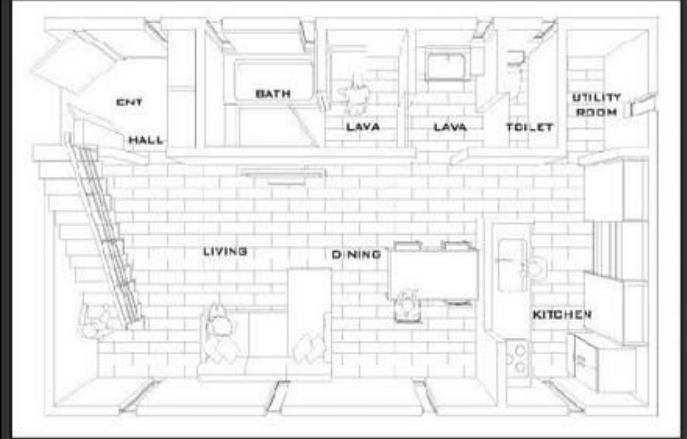 ENT
HALL
BATH
LAVA
LAVA
TOILET
UTILITY
ROOM
LIVING
DINING
KITCHEN